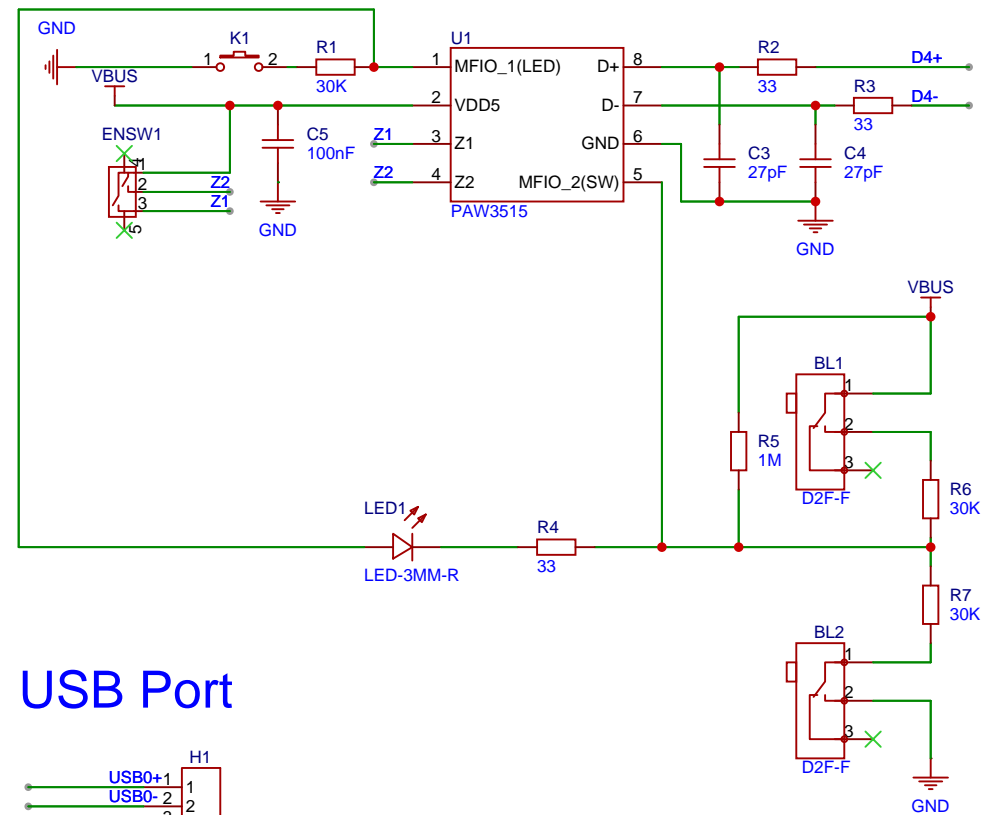 GND
K1
1
2
R1
30K
U1
1
MFIO_1(LED)
D+
8
R2
33
D4+
VBUS
2
VDD5
D-
7
R3
33
D4-
ENSW1
4
1
2
Z2
3
Z1
5
C5
100nF
GND
Z1
3
Z1
GND
6
Z2
4
Z2
MFIO_2(SW)
5
PAW3515
C3
27pF
C4
27pF
GND
VBUS
BL1
1
2
3
D2F-F
R5
1M
R6
30K
LED1
LED-3MM-R
R4
33
R7
30K
BL2
1
2
3
D2F-F
GND
USB Port
H1
USB0+
1
1
USB0-
2
2